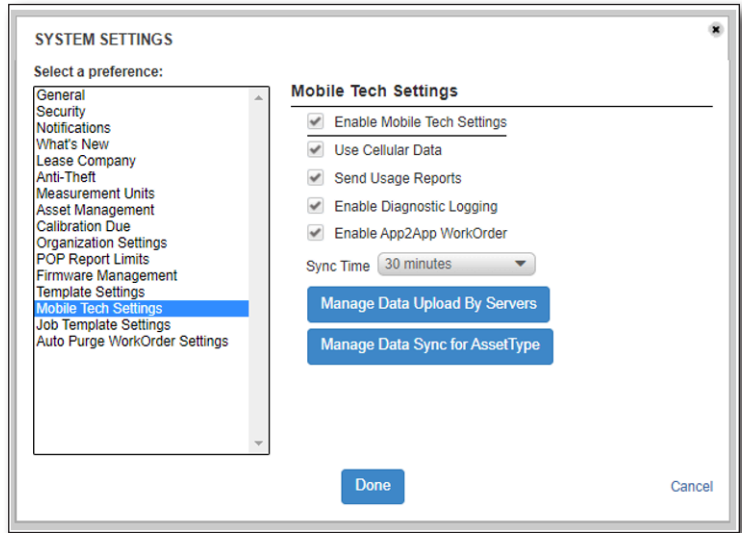 SYSTEM SETTINGS
Select a preference:
General
Security
Notifications
What's New
Lease Company
Anti-Theft
Measurement Units
Asset Management
Calibration Due
Organization Settings
POP Report Limits
Firmware Management
Template Settings
Mobile Tech Settings
Job Template Settings
Auto Purge WorkOrder Settings
Mobile Tech Settings
Enable Mobile Tech Settings
Use Cellular Data
Send Usage Reports
Enable Diagnostic Logging
Enable App2App WorkOrder
Sync Time 30 minutes
Manage Data Upload By Servers
Manage Data Sync for AssetType
Done
Cancel